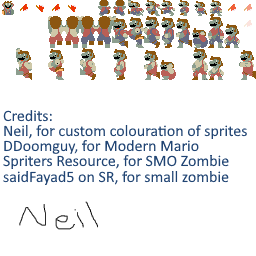 Credits:
Neil, for custom colouration of sprites
DDoomguy, for Modern Mario
Spriters Resource, for SMO Zombie
saidFayad5 on SR, for small zombie
Neil